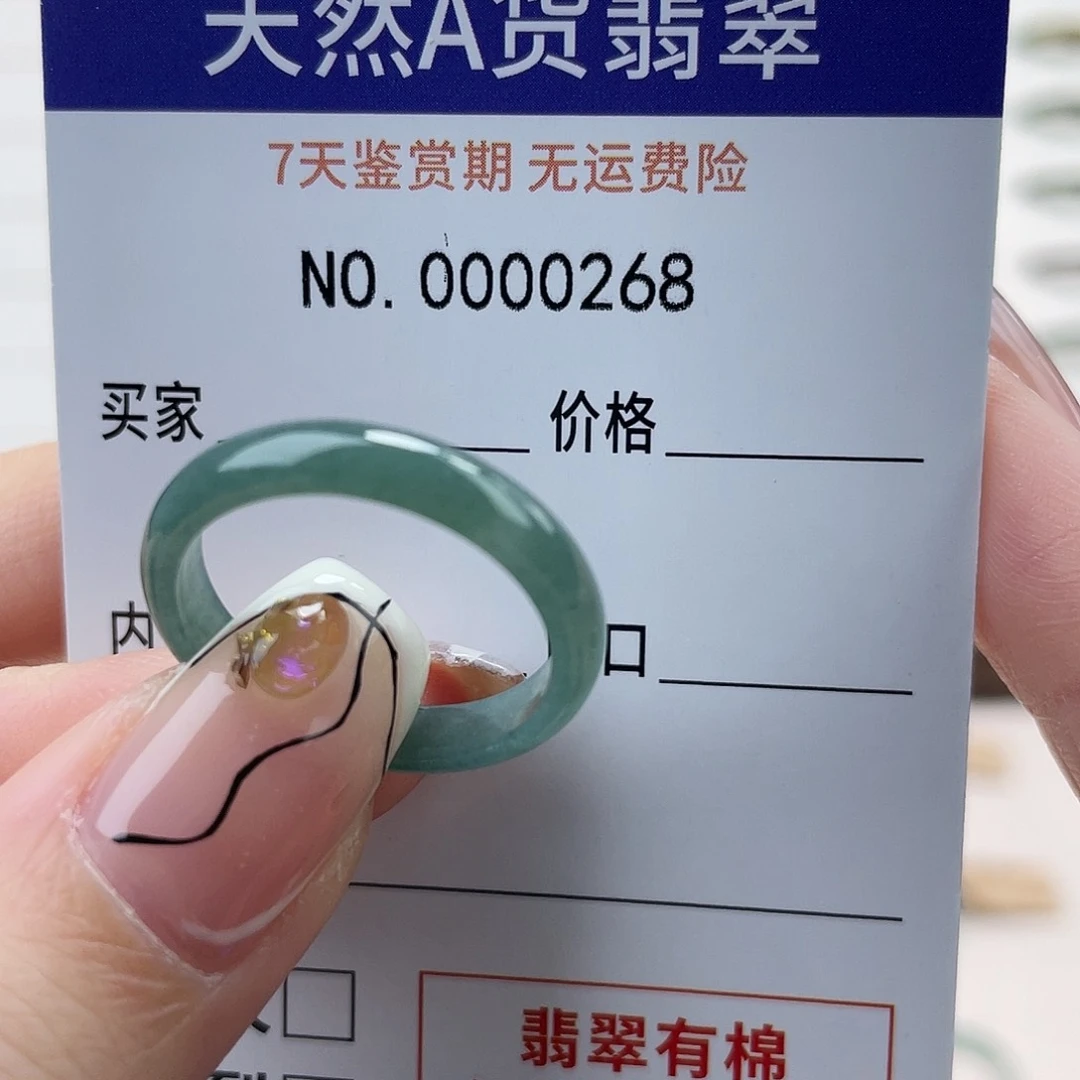 天然A货翡翠
7天鉴赏期 无运费险
NO. 0000268
买家 价格
内 口
翡翠有棉